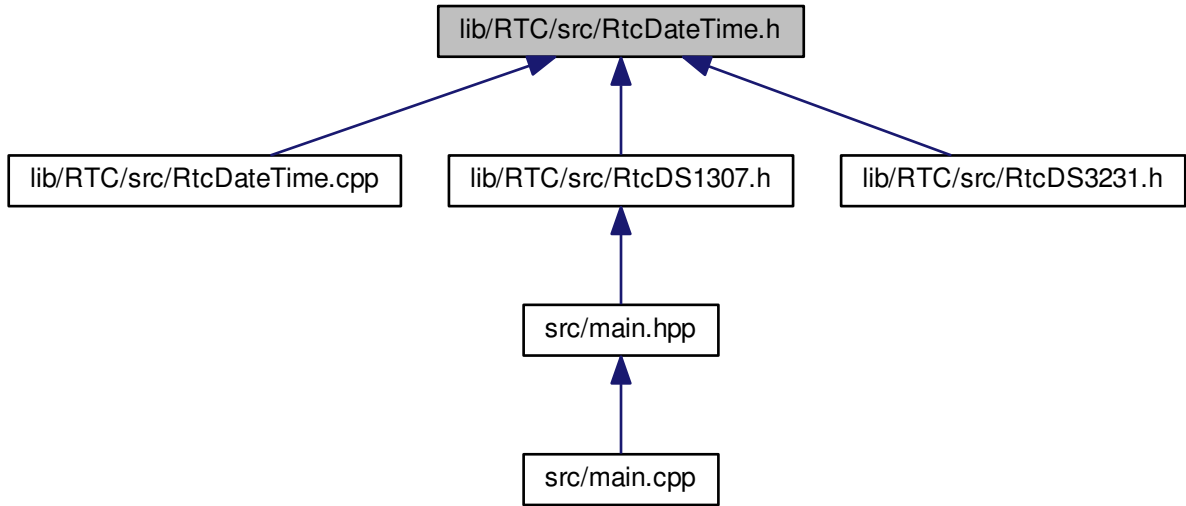 lib/RTC/src/RtcDateTime.h
lib/RTC/src/RtcDateTime.cpp
lib/RTC/src/RtcDS1307.h
lib/RTC/src/RtcDS3231.h
src/main.hpp
src/main.cpp